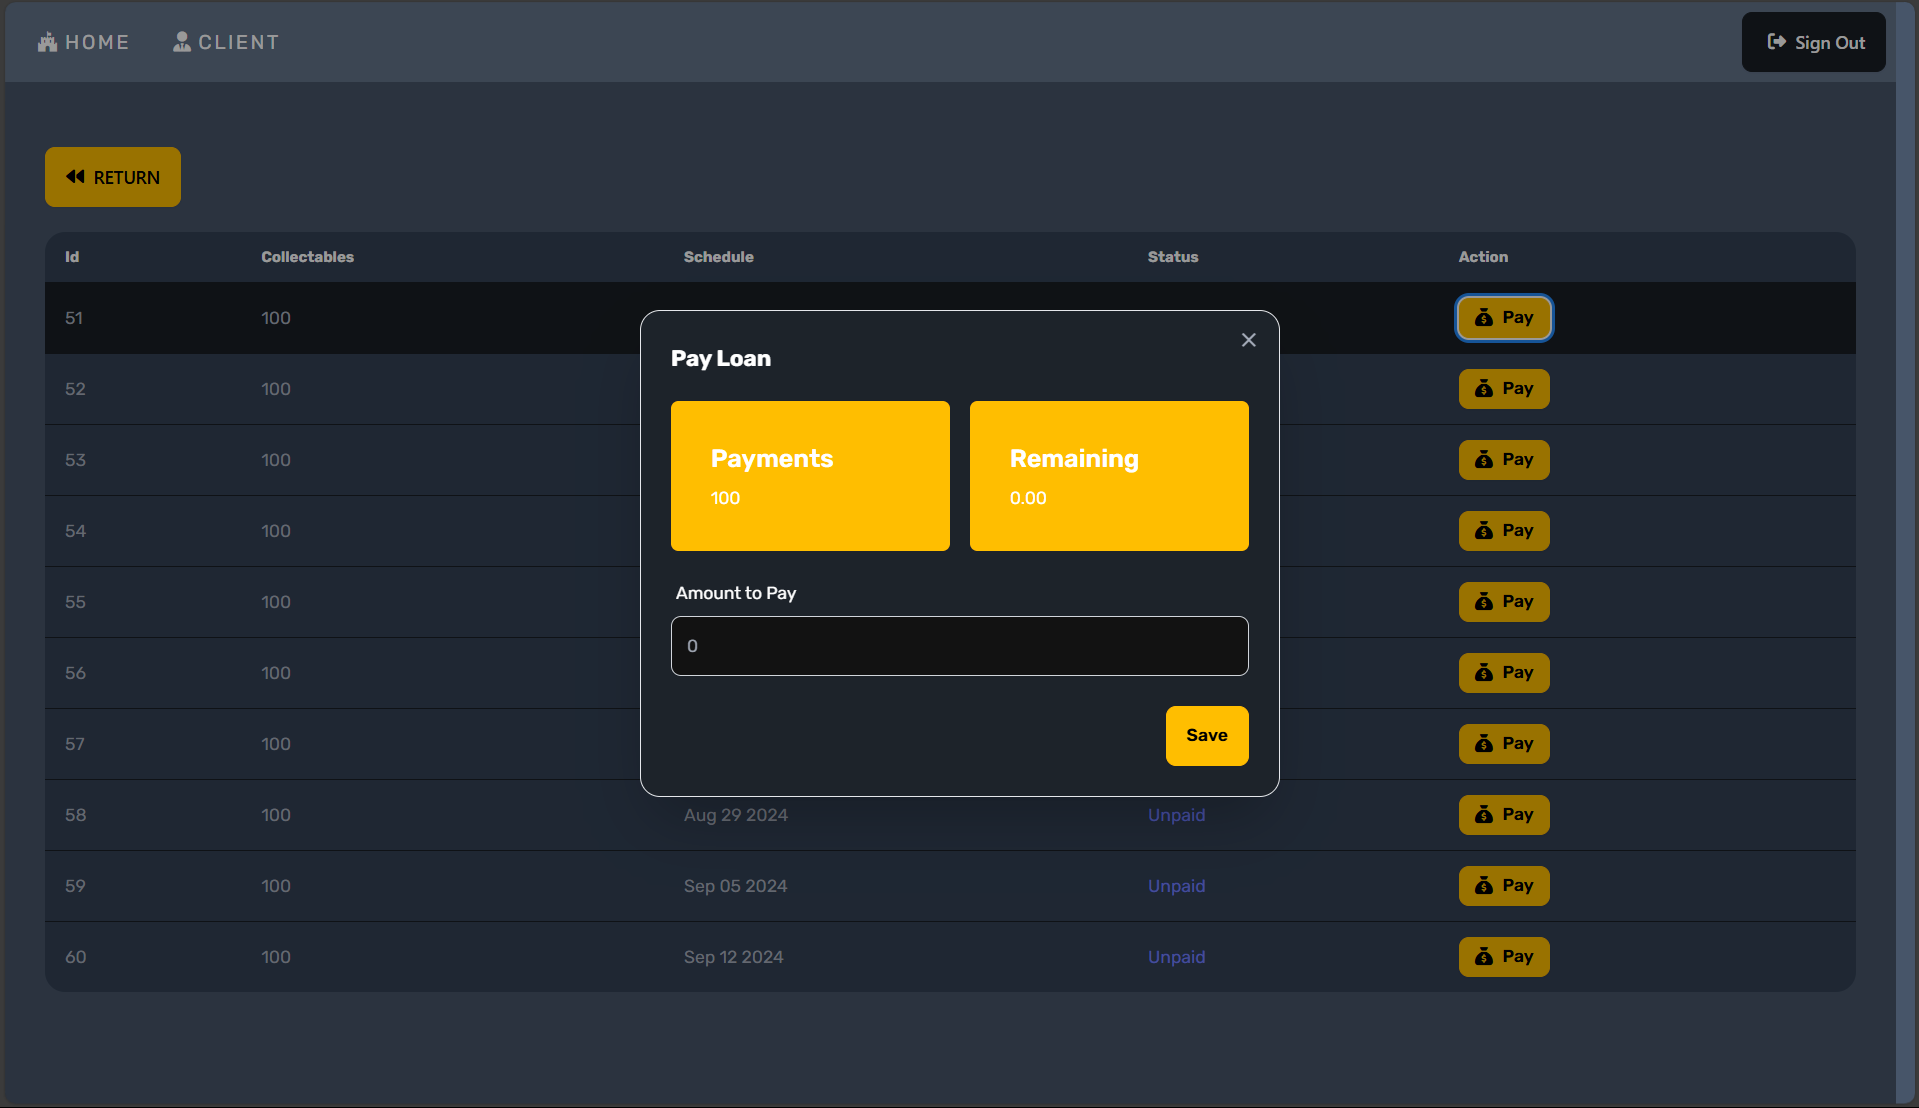 HOME CLIENT Sign Out
RETURN
Id Collectables Schedule Status Action
51 100 Pay
52 100 Pay
53 100 Pay
54 100 Pay
55 100 Pay
56 100 Pay
57 100 Pay
58 100 Aug 29 2024 Unpaid Pay
59 100 Sep 05 2024 Unpaid Pay
60 100 Sep 12 2024 Unpaid Pay
Pay Loan
Payments
100
Remaining
0.00
Amount to Pay
0
Save